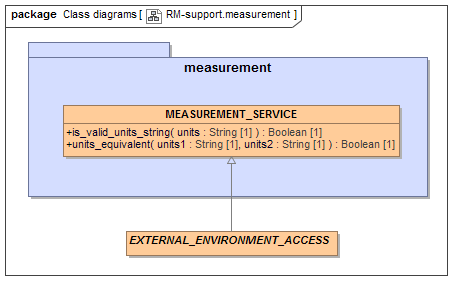 package Class diagrams [ RM-support.measurement ]
measurement
MEASUREMENT_SERVICE
+is_valid_units_string( units : String [1] ) : Boolean [1]
+units_equivalent( units1 : String [1], units2 : String [1] ) : Boolean [1]
EXTERNAL_ENVIRONMENT_ACCESS